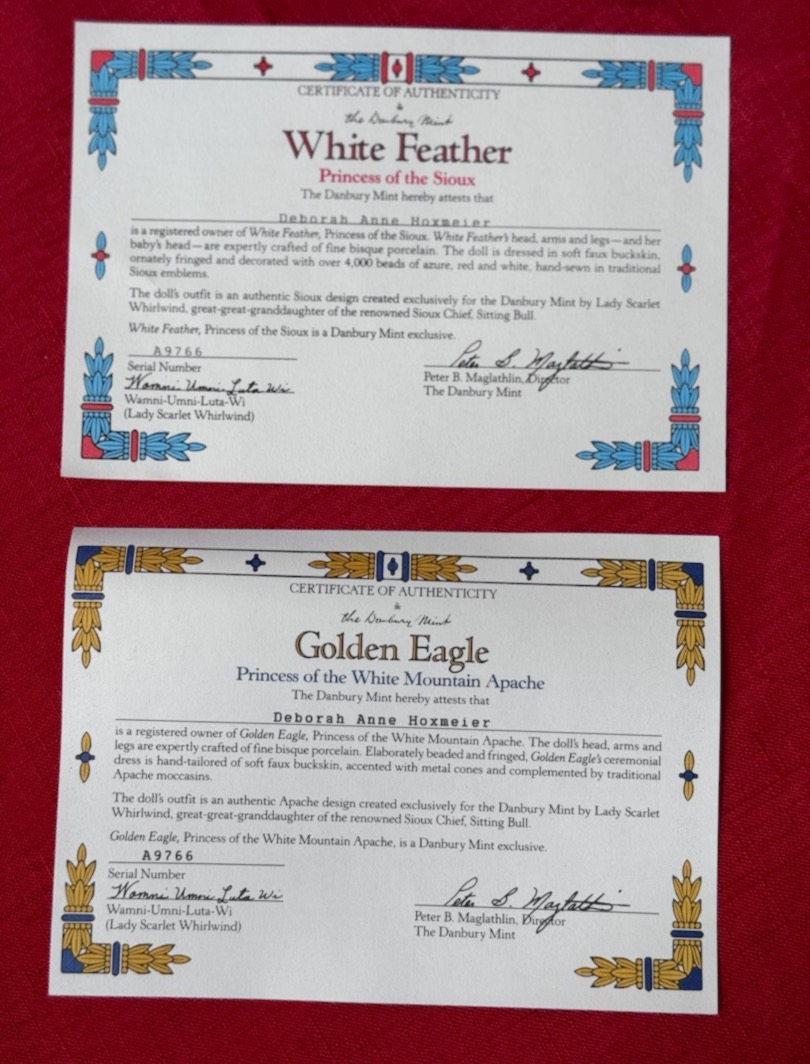 CERTIFICATE OF AUTHENTICITY
the Danbury Mint
White Feather
Princess of the Sioux
The Danbury Mint hereby attests that
Deborah Anne Hoxmeier
is a registered owner of White Feather, Princess of the Sioux. White Feather's head, arms and legs—and her
baby's head—are expertly crafted of fine bisque porcelain. The doll is dressed in soft faux buckskin,
ornately fringed and decorated with over 4,000 beads of azure, red and white, hand-sewn in traditional
Sioux emblems.
The doll's outfit is an authentic Sioux design created exclusively for the Danbury Mint by Lady Scarlet
Whirlwind, great-great-granddaughter of the renowned Sioux Chief, Sitting Bull.
White Feather, Princess of the Sioux is a Danbury Mint exclusive.
A9766
Serial Number
Wamni Umni Luta Wi
Wamni-Umni-Luta-Wi
(Lady Scarlet Whirlwind)
Peter B. Maglathlin
Peter B. Maglathlin, Director
The Danbury Mint
CERTIFICATE OF AUTHENTICITY
the Danbury Mint
Golden Eagle
Princess of the White Mountain Apache
The Danbury Mint hereby attests that
Deborah Anne Hoxmeier
is a registered owner of Golden Eagle, Princess of the White Mountain Apache. The doll's head, arms and
legs are expertly crafted of fine bisque porcelain. Elaborately beaded and fringed, Golden Eagle's ceremonial
dress is hand-tailored of soft faux buckskin, accented with metal cones and complemented by traditional
Apache moccasins.
The doll's outfit is an authentic Apache design created exclusively for the Danbury Mint by Lady Scarlet
Whirlwind, great-great-granddaughter of the renowned Sioux Chief, Sitting Bull.
Golden Eagle, Princess of the White Mountain Apache, is a Danbury Mint exclusive.
A9766
Serial Number
Wamni Umni Luta Wi
Wamni-Umni-Luta-Wi
(Lady Scarlet Whirlwind)
Peter B. Maglathlin
Peter B. Maglathlin, Director
The Danbury Mint